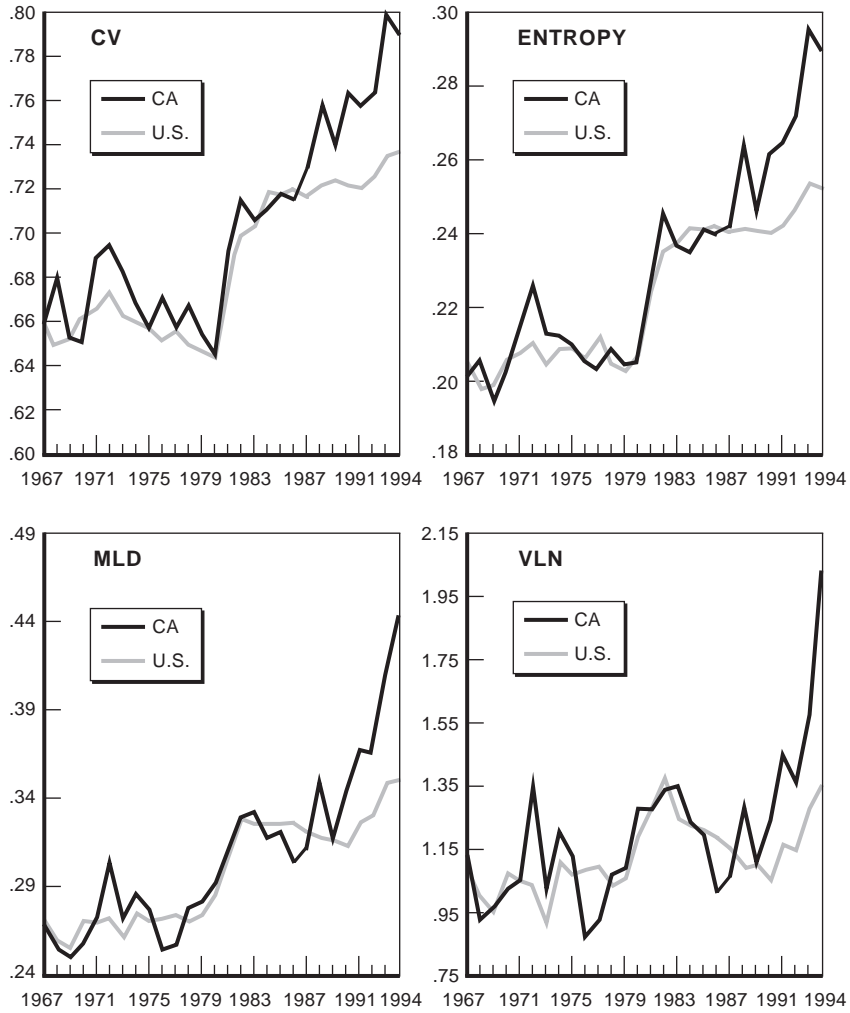 CV
CA
U.S.
.80
.78
.76
.74
.72
.70
.68
.66
.64
.62
.60
1967 1971 1975 1979 1983 1987 1991 1994
ENTROPY
CA
U.S.
.30
.28
.26
.24
.22
.20
.18
1967 1971 1975 1979 1983 1987 1991 1994
MLD
CA
U.S.
.49
.44
.39
.34
.29
.24
1967 1971 1975 1979 1983 1987 1991 1994
VLN
CA
U.S.
2.15
1.95
1.75
1.55
1.35
1.15
.95
.75
1967 1971 1975 1979 1983 1987 1991 1994